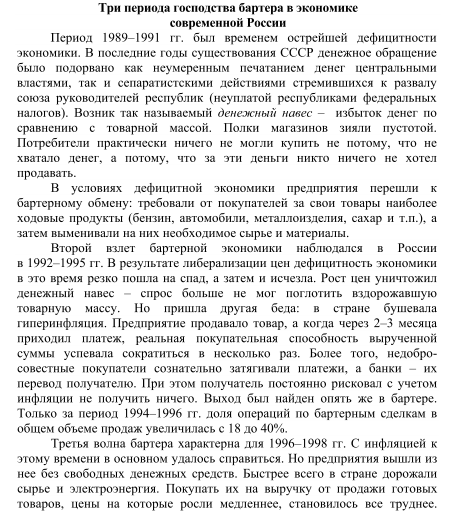 Три периода господства бартера в экономике
современной России
Период 1989–1991 гг. был временем острейшей дефицитности
экономики. В последние годы существования СССР денежное обращение
было подорвано как неумеренным печатанием денег центральными
властями, так и сепаратистскими действиями стремившихся к развалу
союза руководителей республик (неуплатой республиками федеральных
налогов). Возник так называемый денежный навес – избыток денег по
сравнению с товарной массой. Полки магазинов зияли пустотой.
Потребители практически ничего не могли купить не потому, что не
хватало денег, а потому, что за эти деньги никто ничего не хотел
продавать.
В условиях дефицитной экономики предприятия перешли к
бартерному обмену: требовали от покупателей за свои товары наиболее
ходовые продукты (бензин, автомобили, металлоизделия, сахар и т.п.), а
затем выменивали на них необходимое сырье и материалы.
Второй взлет бартерной экономики наблюдался в России
в 1992–1995 гг. В результате либерализации цен дефицитность экономики
в это время резко пошла на спад, а затем и исчезла. Рост цен уничтожил
денежный навес – спрос больше не мог поглотить вздорожавшую
товарную массу. Но пришла другая беда: в стране бушевала
гиперинфляция. Предприятие продавало товар, а когда через 2–3 месяца
приходил платеж, реальная покупательная способность вырученной
суммы успевала сократиться в несколько раз. Более того, недобро-
совестные покупатели сознательно затягивали платежи, а банки – их
перевод получателю. При этом получатель постоянно рисковал с учетом
инфляции не получить ничего. Выход был найден опять же в бартере.
Только за период 1994–1996 гг. доля операций по бартерным сделкам в
общем объеме продаж увеличилась с 18 до 40%.
Третья волна бартера характерна для 1996–1998 гг. С инфляцией к
этому времени в основном удалось справиться. Но предприятия вышли из
нее без свободных денежных средств. Быстрее всего в стране дорожали
сырье и электроэнергия. Покупать их на выручку от продажи готовых
товаров, цены на которые росли медленнее, становилось все труднее.